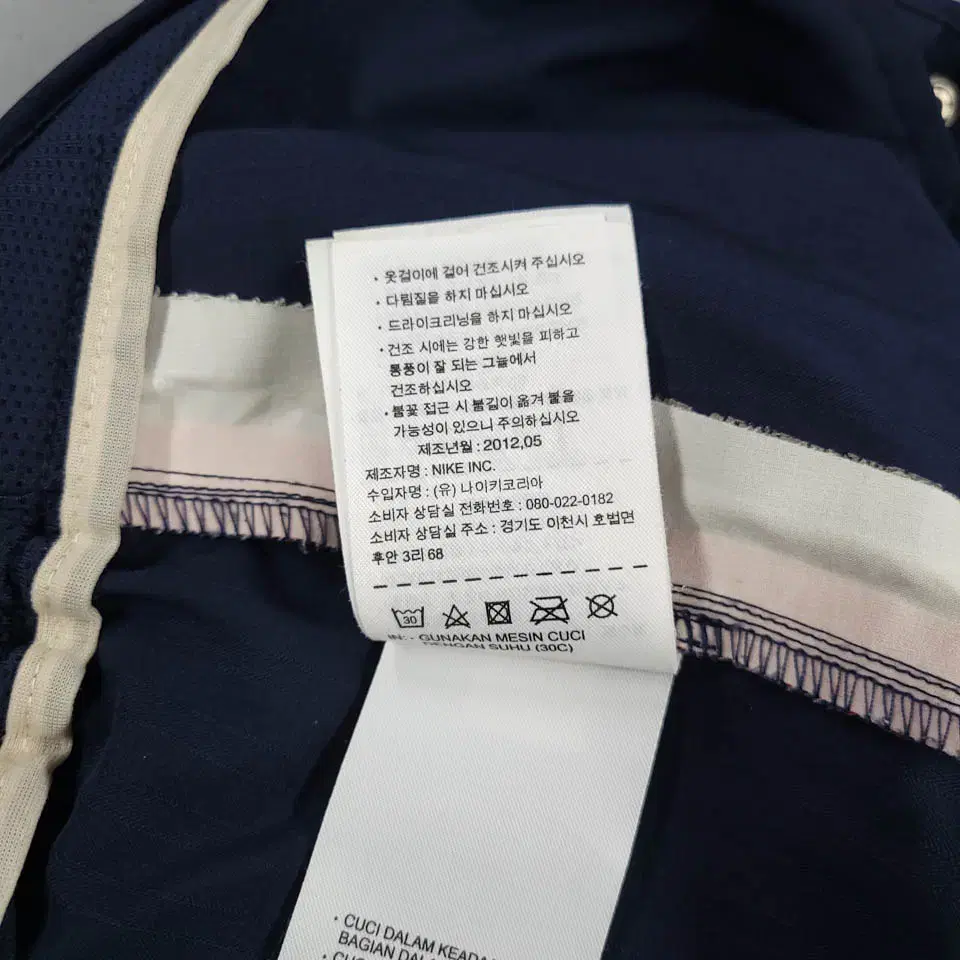 • 옷걸이에 걸어 건조시켜 주십시오
• 다림질을 하지 마십시오
• 드라이크리닝을 하지 마십시오
• 건조 시에는 강한 햇빛을 피하고
통풍이 잘 되는 그늘에서
건조하십시오
• 불꽃 접근 시 불길이 옮겨 붙을
가능성이 있으니 주의하십시오
제조년월 : 2012,05
제조자명 : NIKE INC.
수입자명 : (유) 나이키코리아
소비자 상담실 전화번호 : 080-022-0182
소비자 상담실 주소 : 경기도 이천시 호법면
후안 3리 68
30
IN: - GUNAKAN MESIN CUCI
DENGAN SUHU (30C)
• CUCI DALAM
BAGIAN